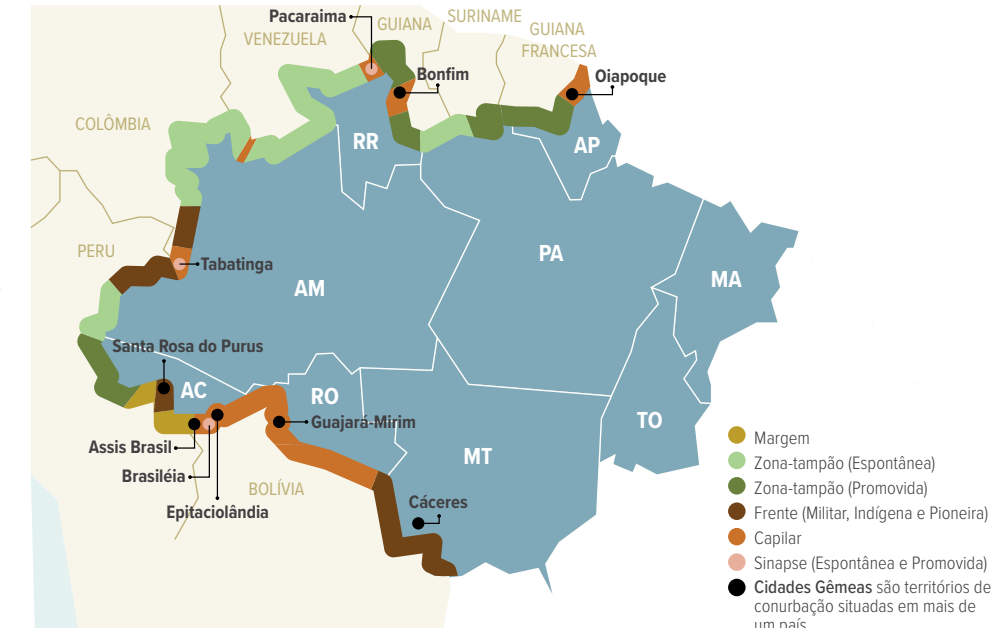 Pacaraima
VENEZUELA
GUIANA
SURINAME
GUIANA
FRANCESA
Bonfim
Oiapoque
COLÔMBIA
RR
AP
PERU
Tabatinga
AM
PA
MA
Santa Rosa do Purus
AC
RO
Guajará-Mirim
TO
MT
Assis Brasil
Brasiléia
Epitaciolândia
BOLÍVIA
Cáceres
Margem
Zona-tampão (Espontânea)
Zona-tampão (Promovida)
Frente (Militar, Indígena e Pioneira)
Capilar
Sinapse (Espontânea e Promovida)
Cidades Gêmeas são territórios de
conurbação situadas em mais de
um país